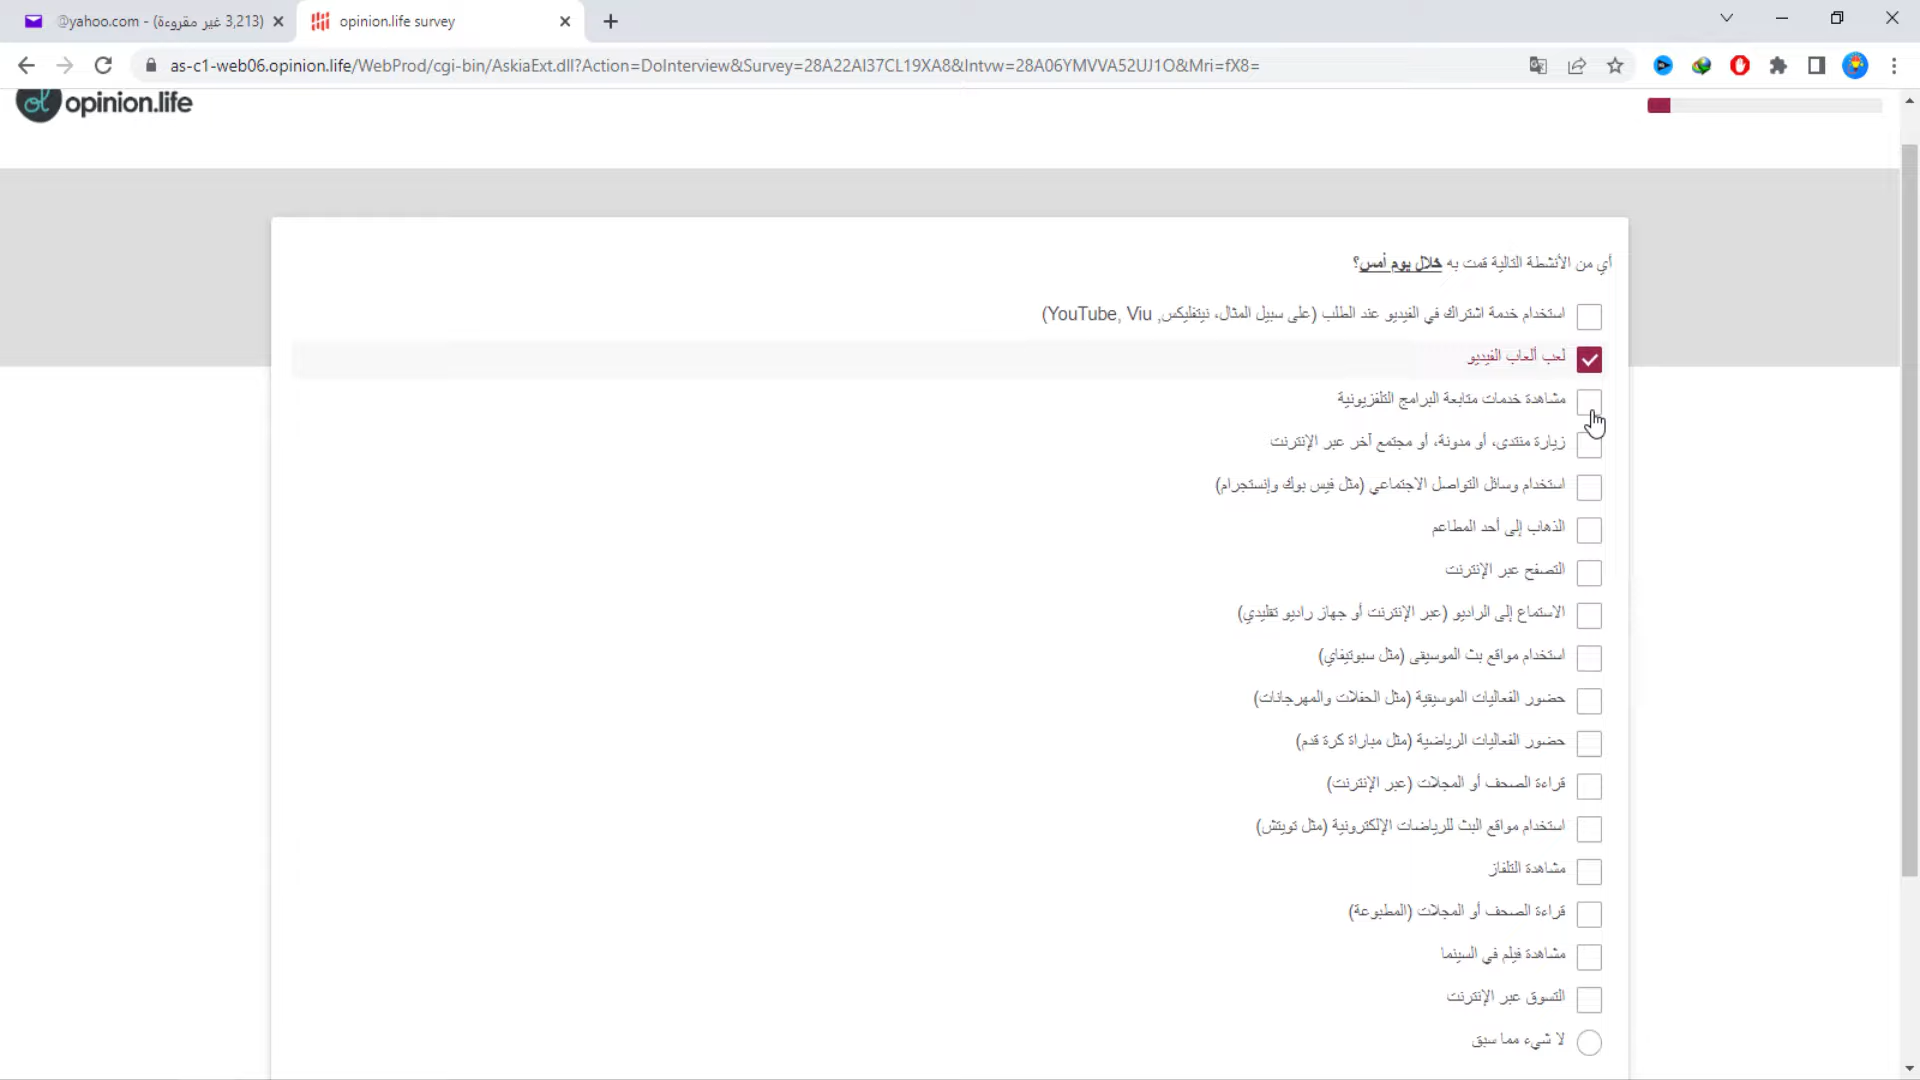 @yahoo.com - (3,213 غير مقروءة)
opinion.life survey
as-c1-web06.opinion.life/WebProd/cgi-bin/AskiaExt.dll?Action=DoInterview&Survey=28A22AI37CL19XA8&Intvw=28A06YMVVA52UJ1O&Mri=fX8=
ol opinion.life
أي من الأنشطة التالية قمت به خلال يوم أمس؟
استخدام خدمة اشتراك في الفيديو عند الطلب (على سبيل المثال، نيتفليكس, YouTube, Viu)
لعب ألعاب الفيديو
مشاهدة خدمات متابعة البرامج التلفزيونية
زيارة منتدى، أو مدونة، أو مجتمع آخر عبر الإنترنت
استخدام وسائل التواصل الاجتماعي (مثل فيس بوك وإنستجرام)
الذهاب إلى أحد المطاعم
التصفح عبر الإنترنت
الاستماع إلى الراديو (عبر الإنترنت أو جهاز راديو تقليدي)
استخدام مواقع بث الموسيقى (مثل سبوتيفاي)
حضور الفعاليات الموسيقية (مثل الحفلات والمهرجانات)
حضور الفعاليات الرياضية (مثل مباراة كرة قدم)
قراءة الصحف أو المجلات (عبر الإنترنت)
استخدام مواقع البث للرياضات الإلكترونية (مثل تويتش)
مشاهدة التلفاز
قراءة الصحف أو المجلات (المطبوعة)
مشاهدة فيلم في السينما
التسوق عبر الإنترنت
لا شيء مما سبق